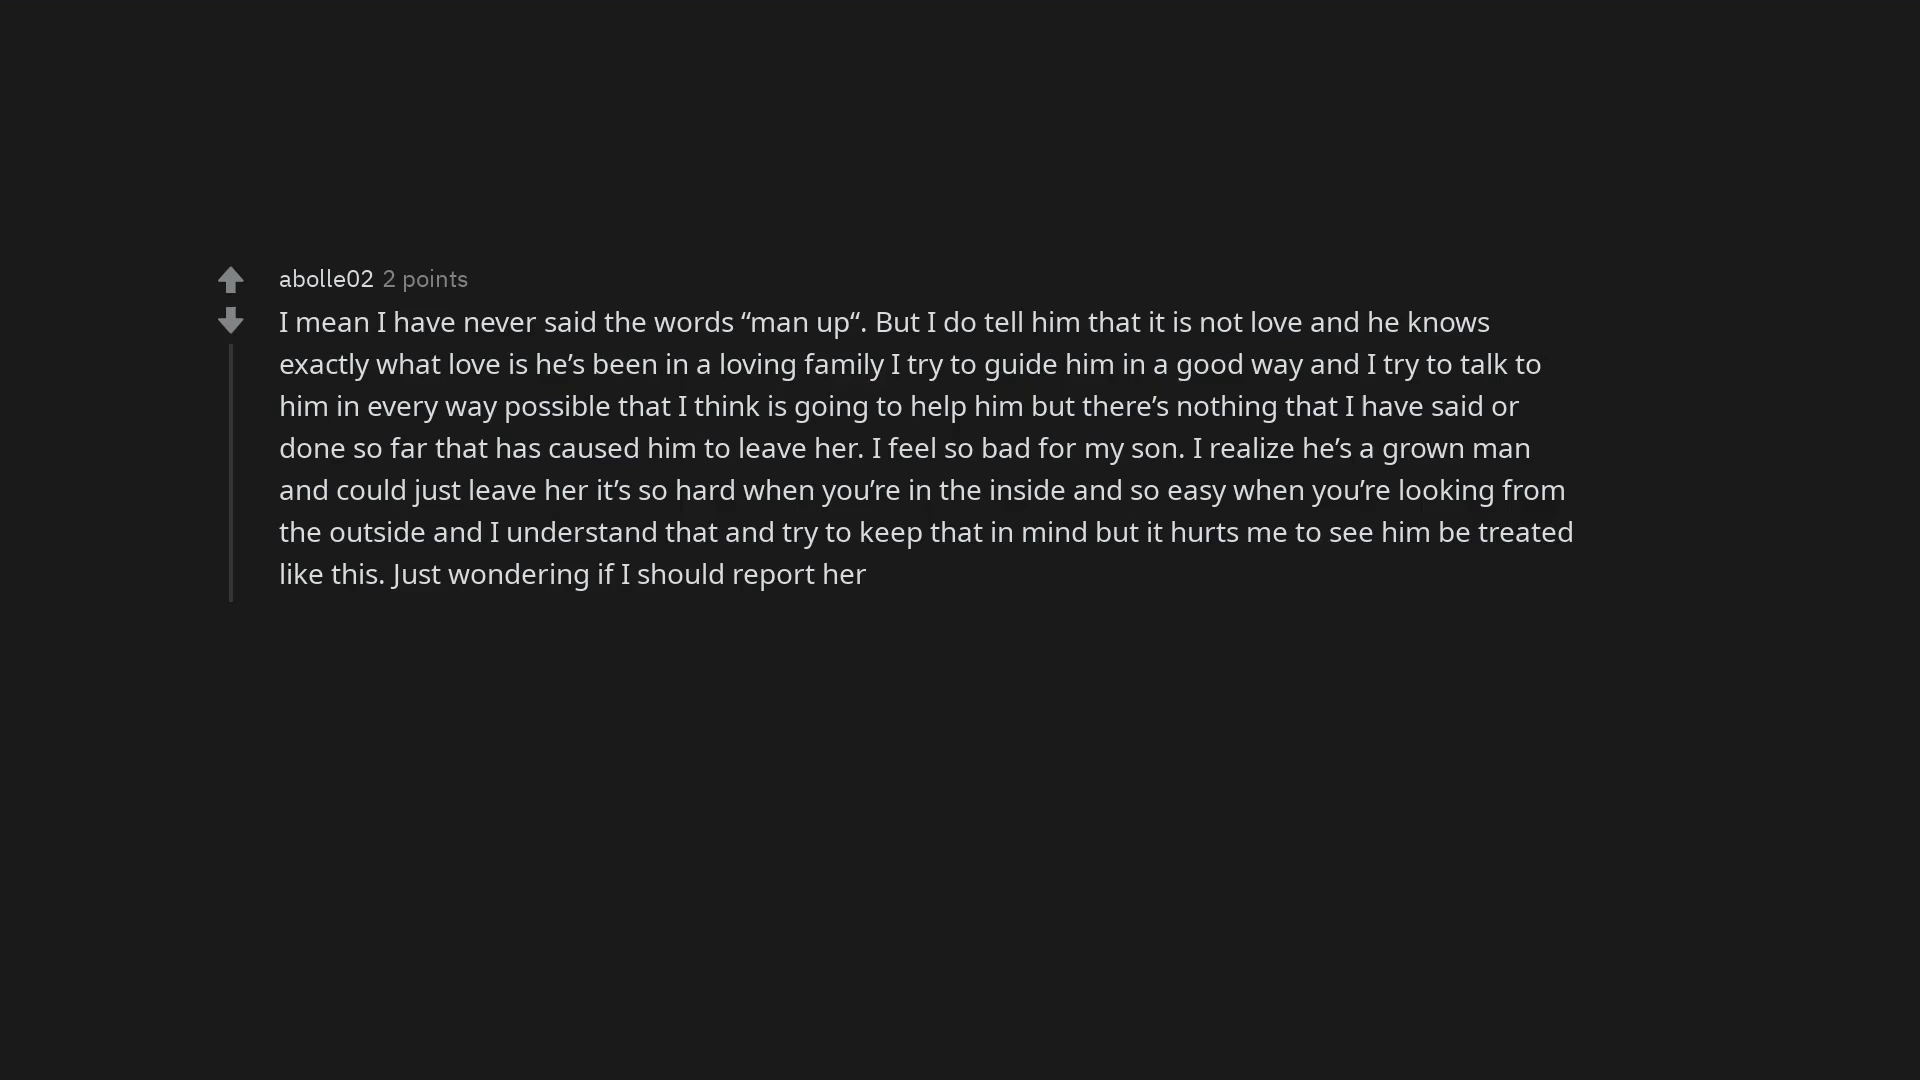 abolle02 2 points
I mean I have never said the words “man up“. But I do tell him that it is not love and he knows
exactly what love is he’s been in a loving family I try to guide him in a good way and I try to talk to
him in every way possible that I think is going to help him but there’s nothing that I have said or
done so far that has caused him to leave her. I feel so bad for my son. I realize he’s a grown man
and could just leave her it’s so hard when you’re in the inside and so easy when you’re looking from
the outside and I understand that and try to keep that in mind but it hurts me to see him be treated
like this. Just wondering if I should report her